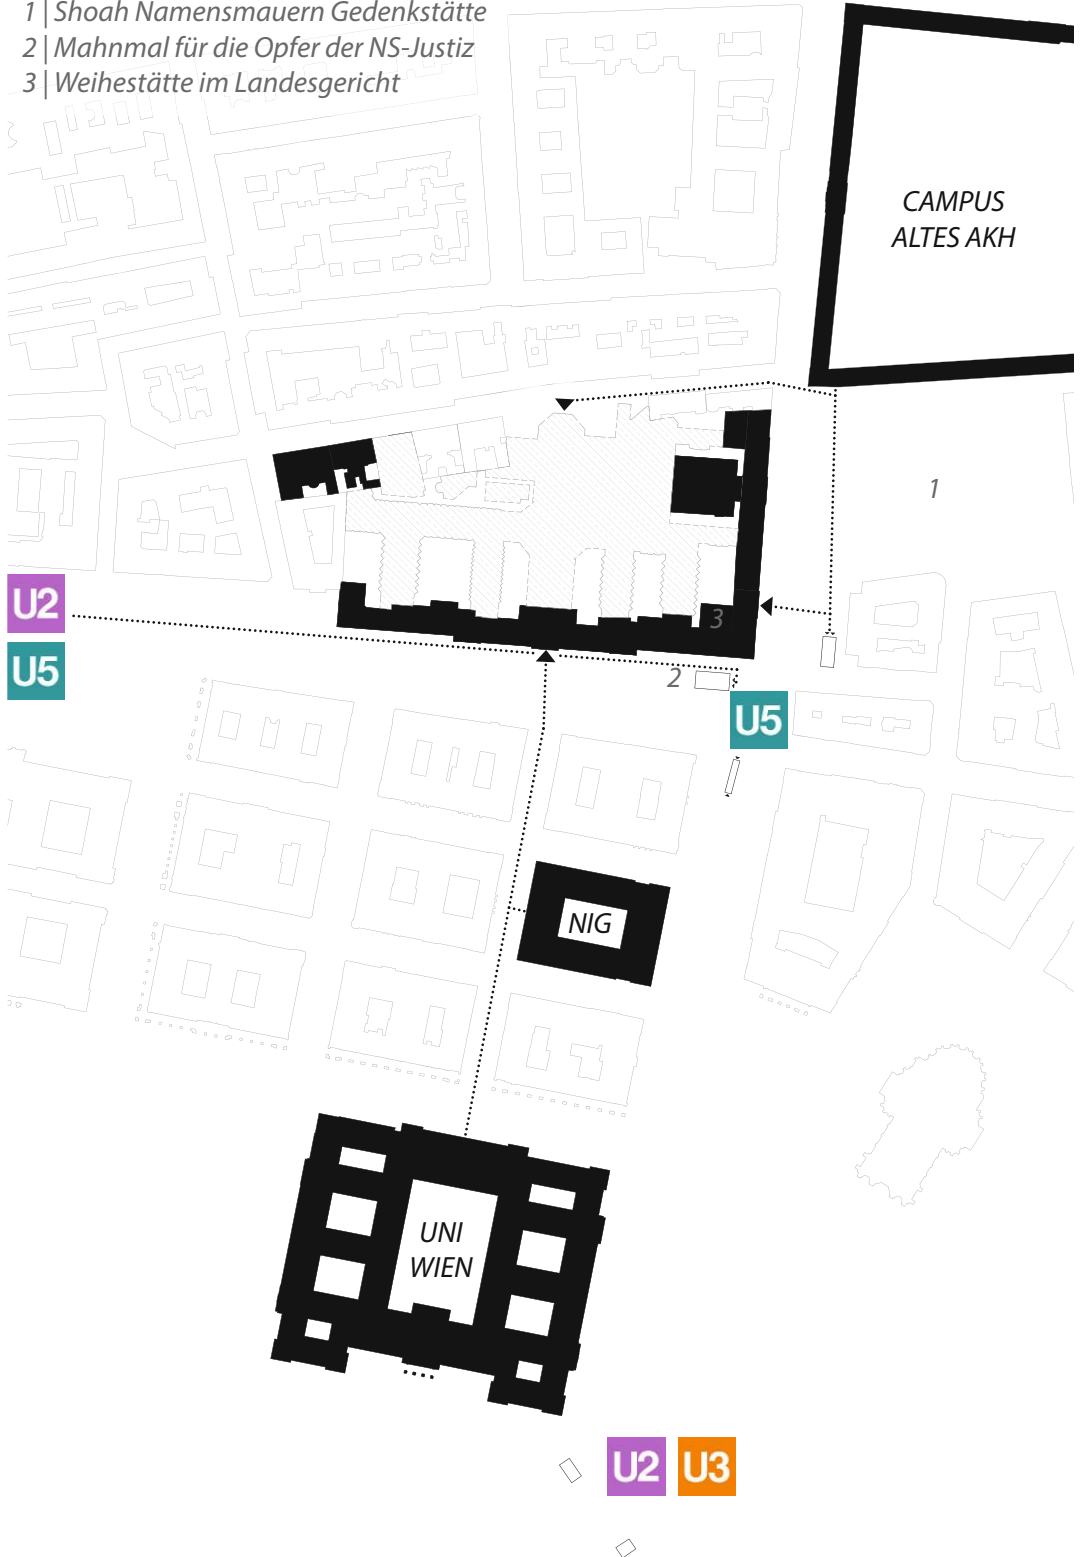 1 | Shoah Namensmauern Gedenkstätte
2 | Mahnmal für die Opfer der NS-Justiz
3 | Weihestätte im Landesgericht
CAMPUS
ALTES AKH
1
U2
3
U5
2
U5
NIG
UNI
WIEN
U2 U3